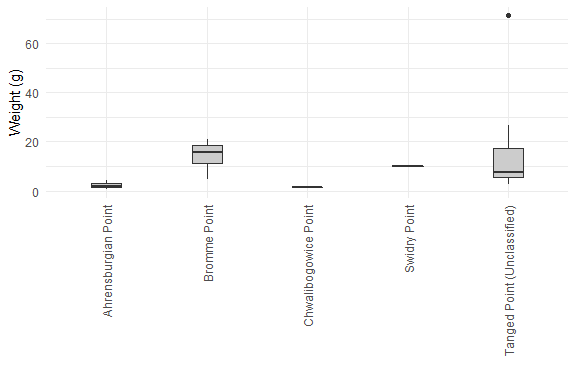 Weight (g)
60
40
20
0
Ahrensburgian Point
Bromme Point
Chwalibogowice Point
Swidry Point
Tanged Point (Unclassified)